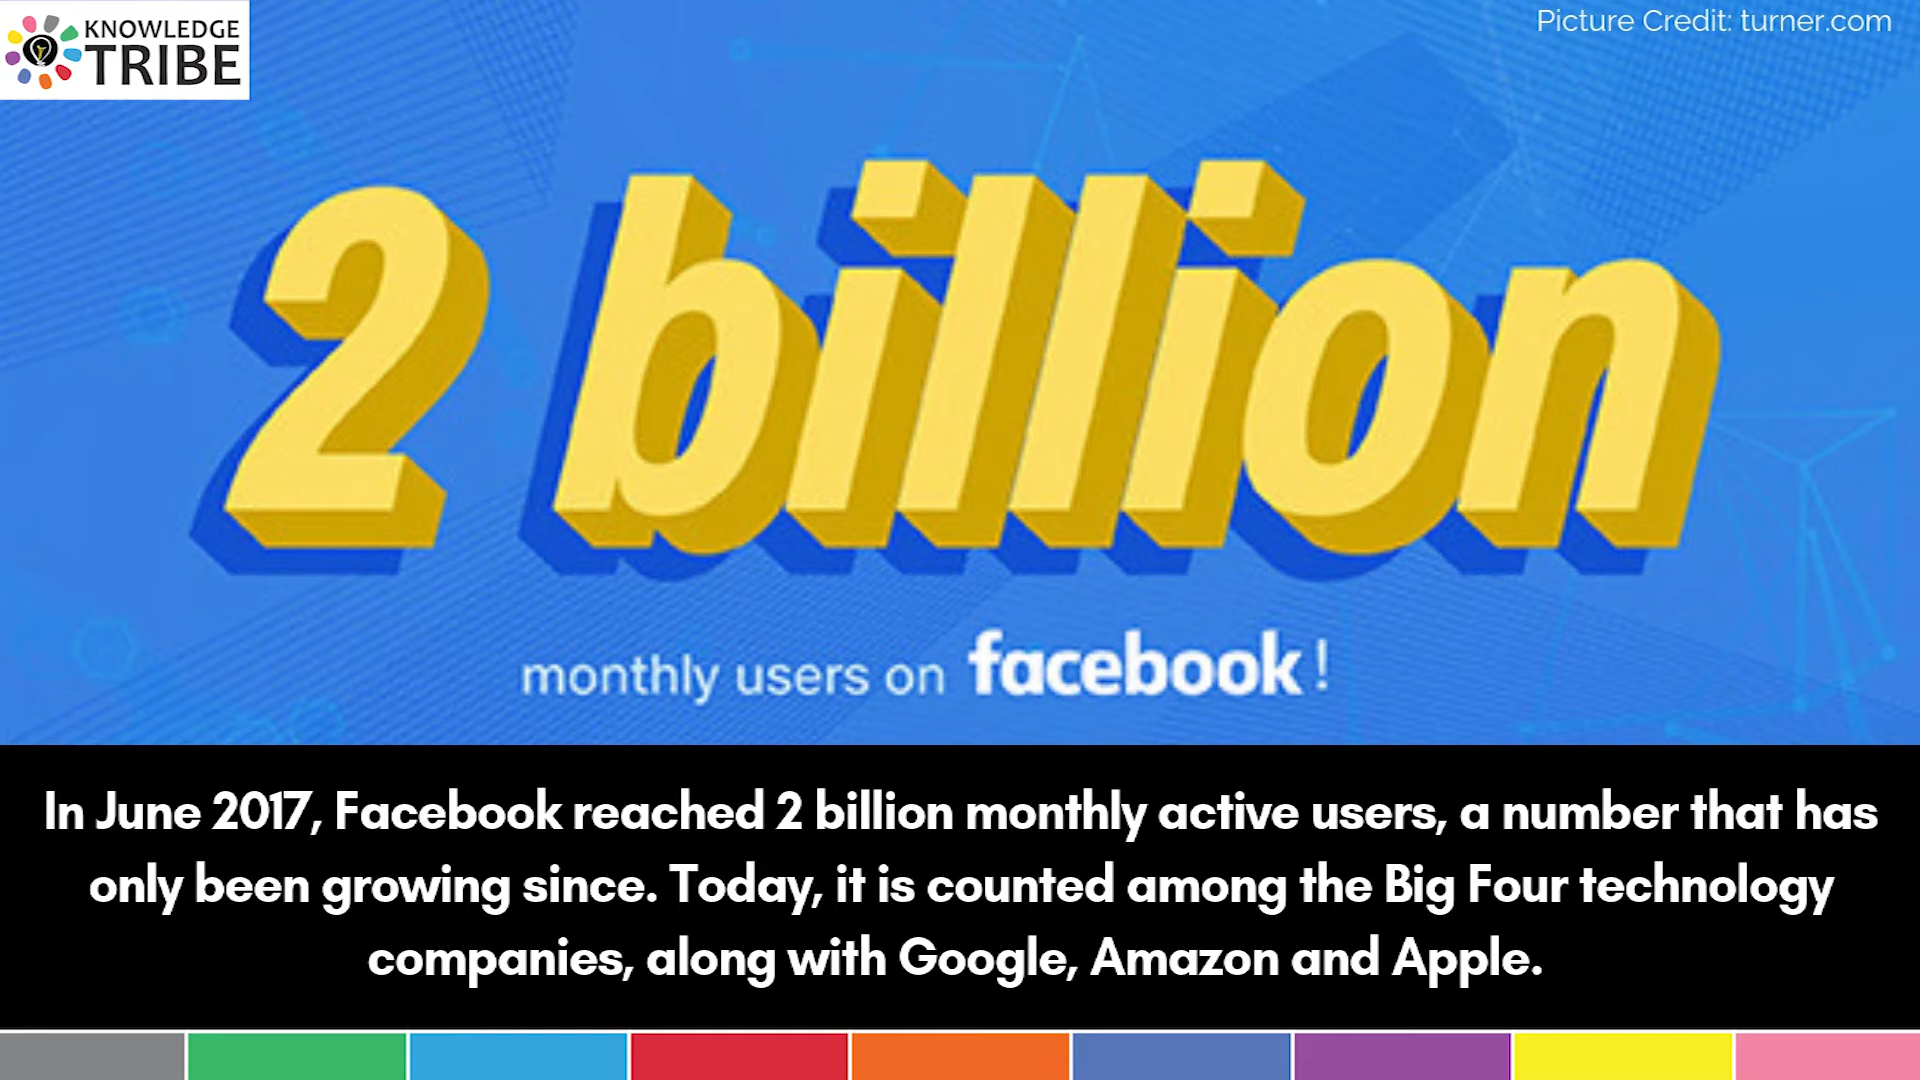 KNOWLEDGE
TRIBE
Picture Credit: turner.com
2 billion
monthly users on facebook!
In June 2017, Facebook reached 2 billion monthly active users, a number that has
only been growing since. Today, it is counted among the Big Four technology
companies, along with Google, Amazon and Apple.